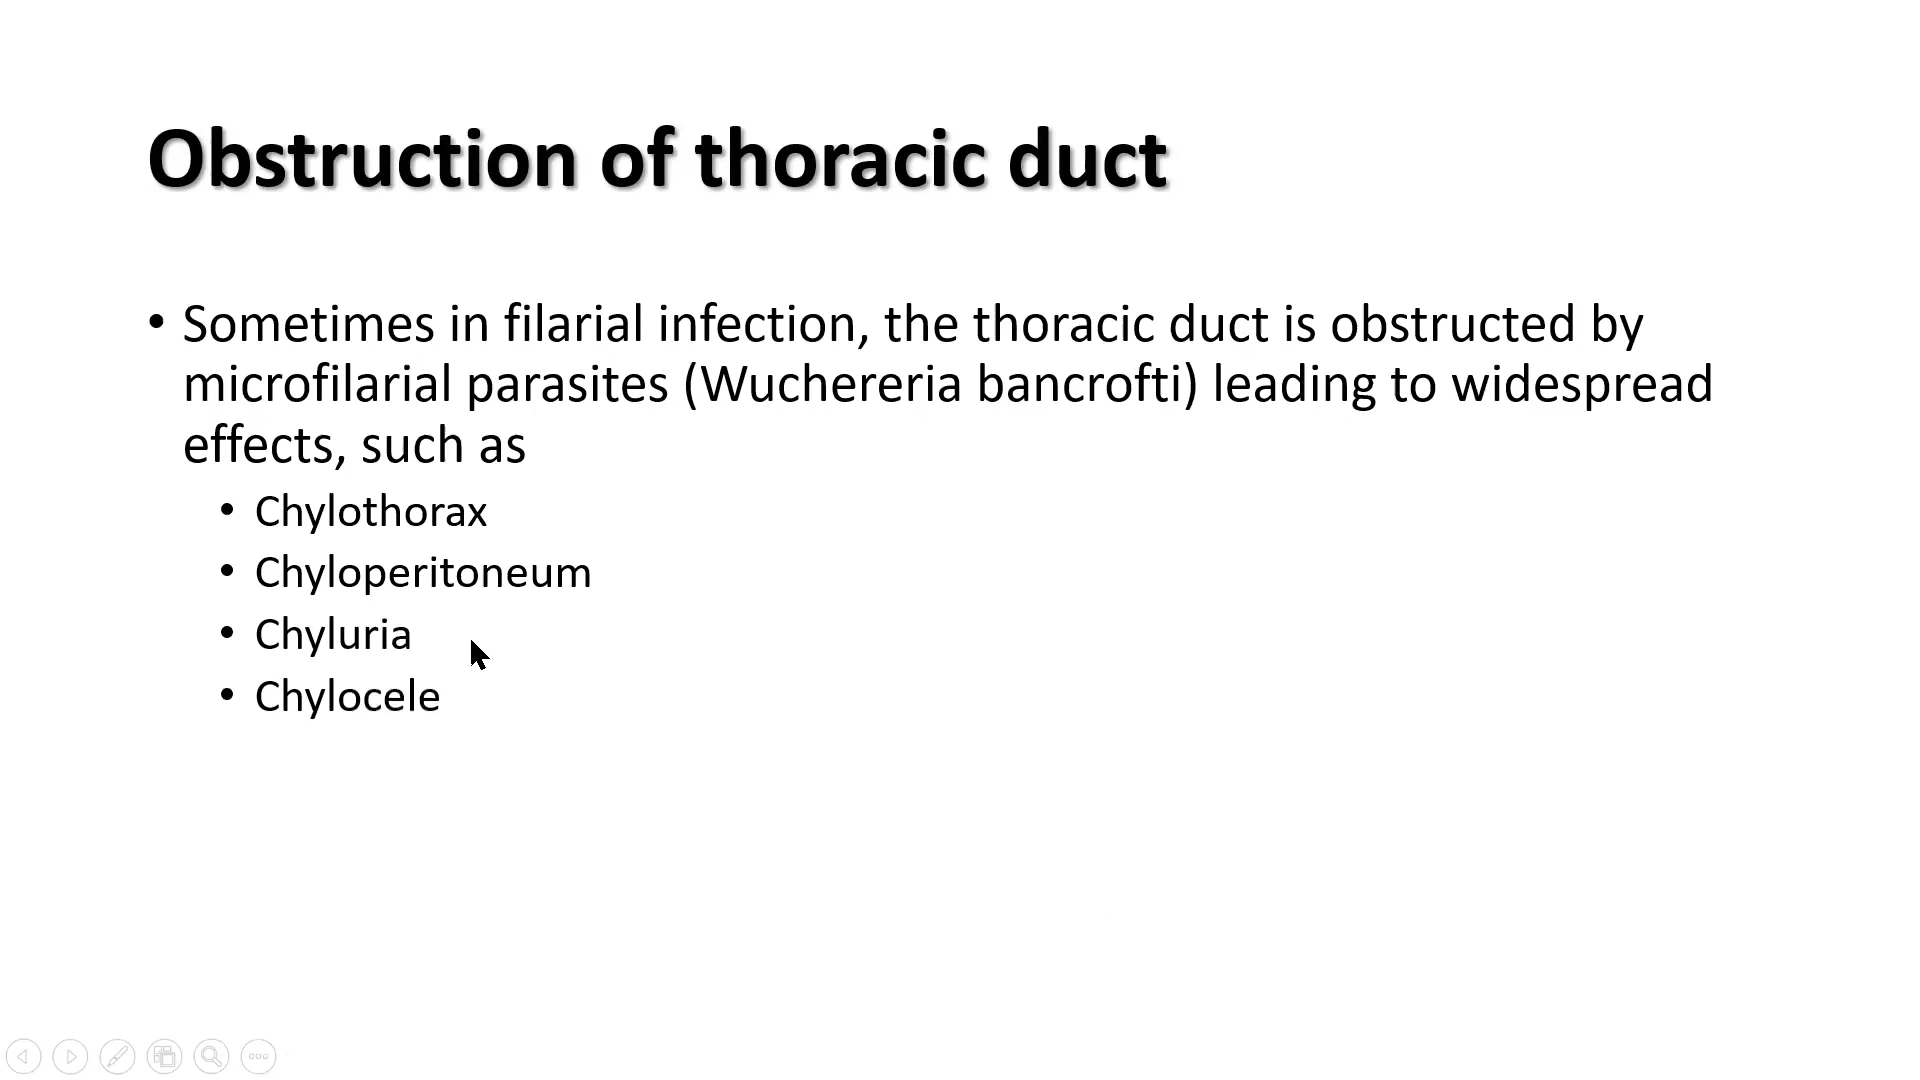 Obstruction of thoracic duct
• Sometimes in filarial infection, the thoracic duct is obstructed by
microfilarial parasites (Wuchereria bancrofti) leading to widespread
effects, such as
• Chylothorax
• Chyloperitoneum
• Chyluria
• Chylocele